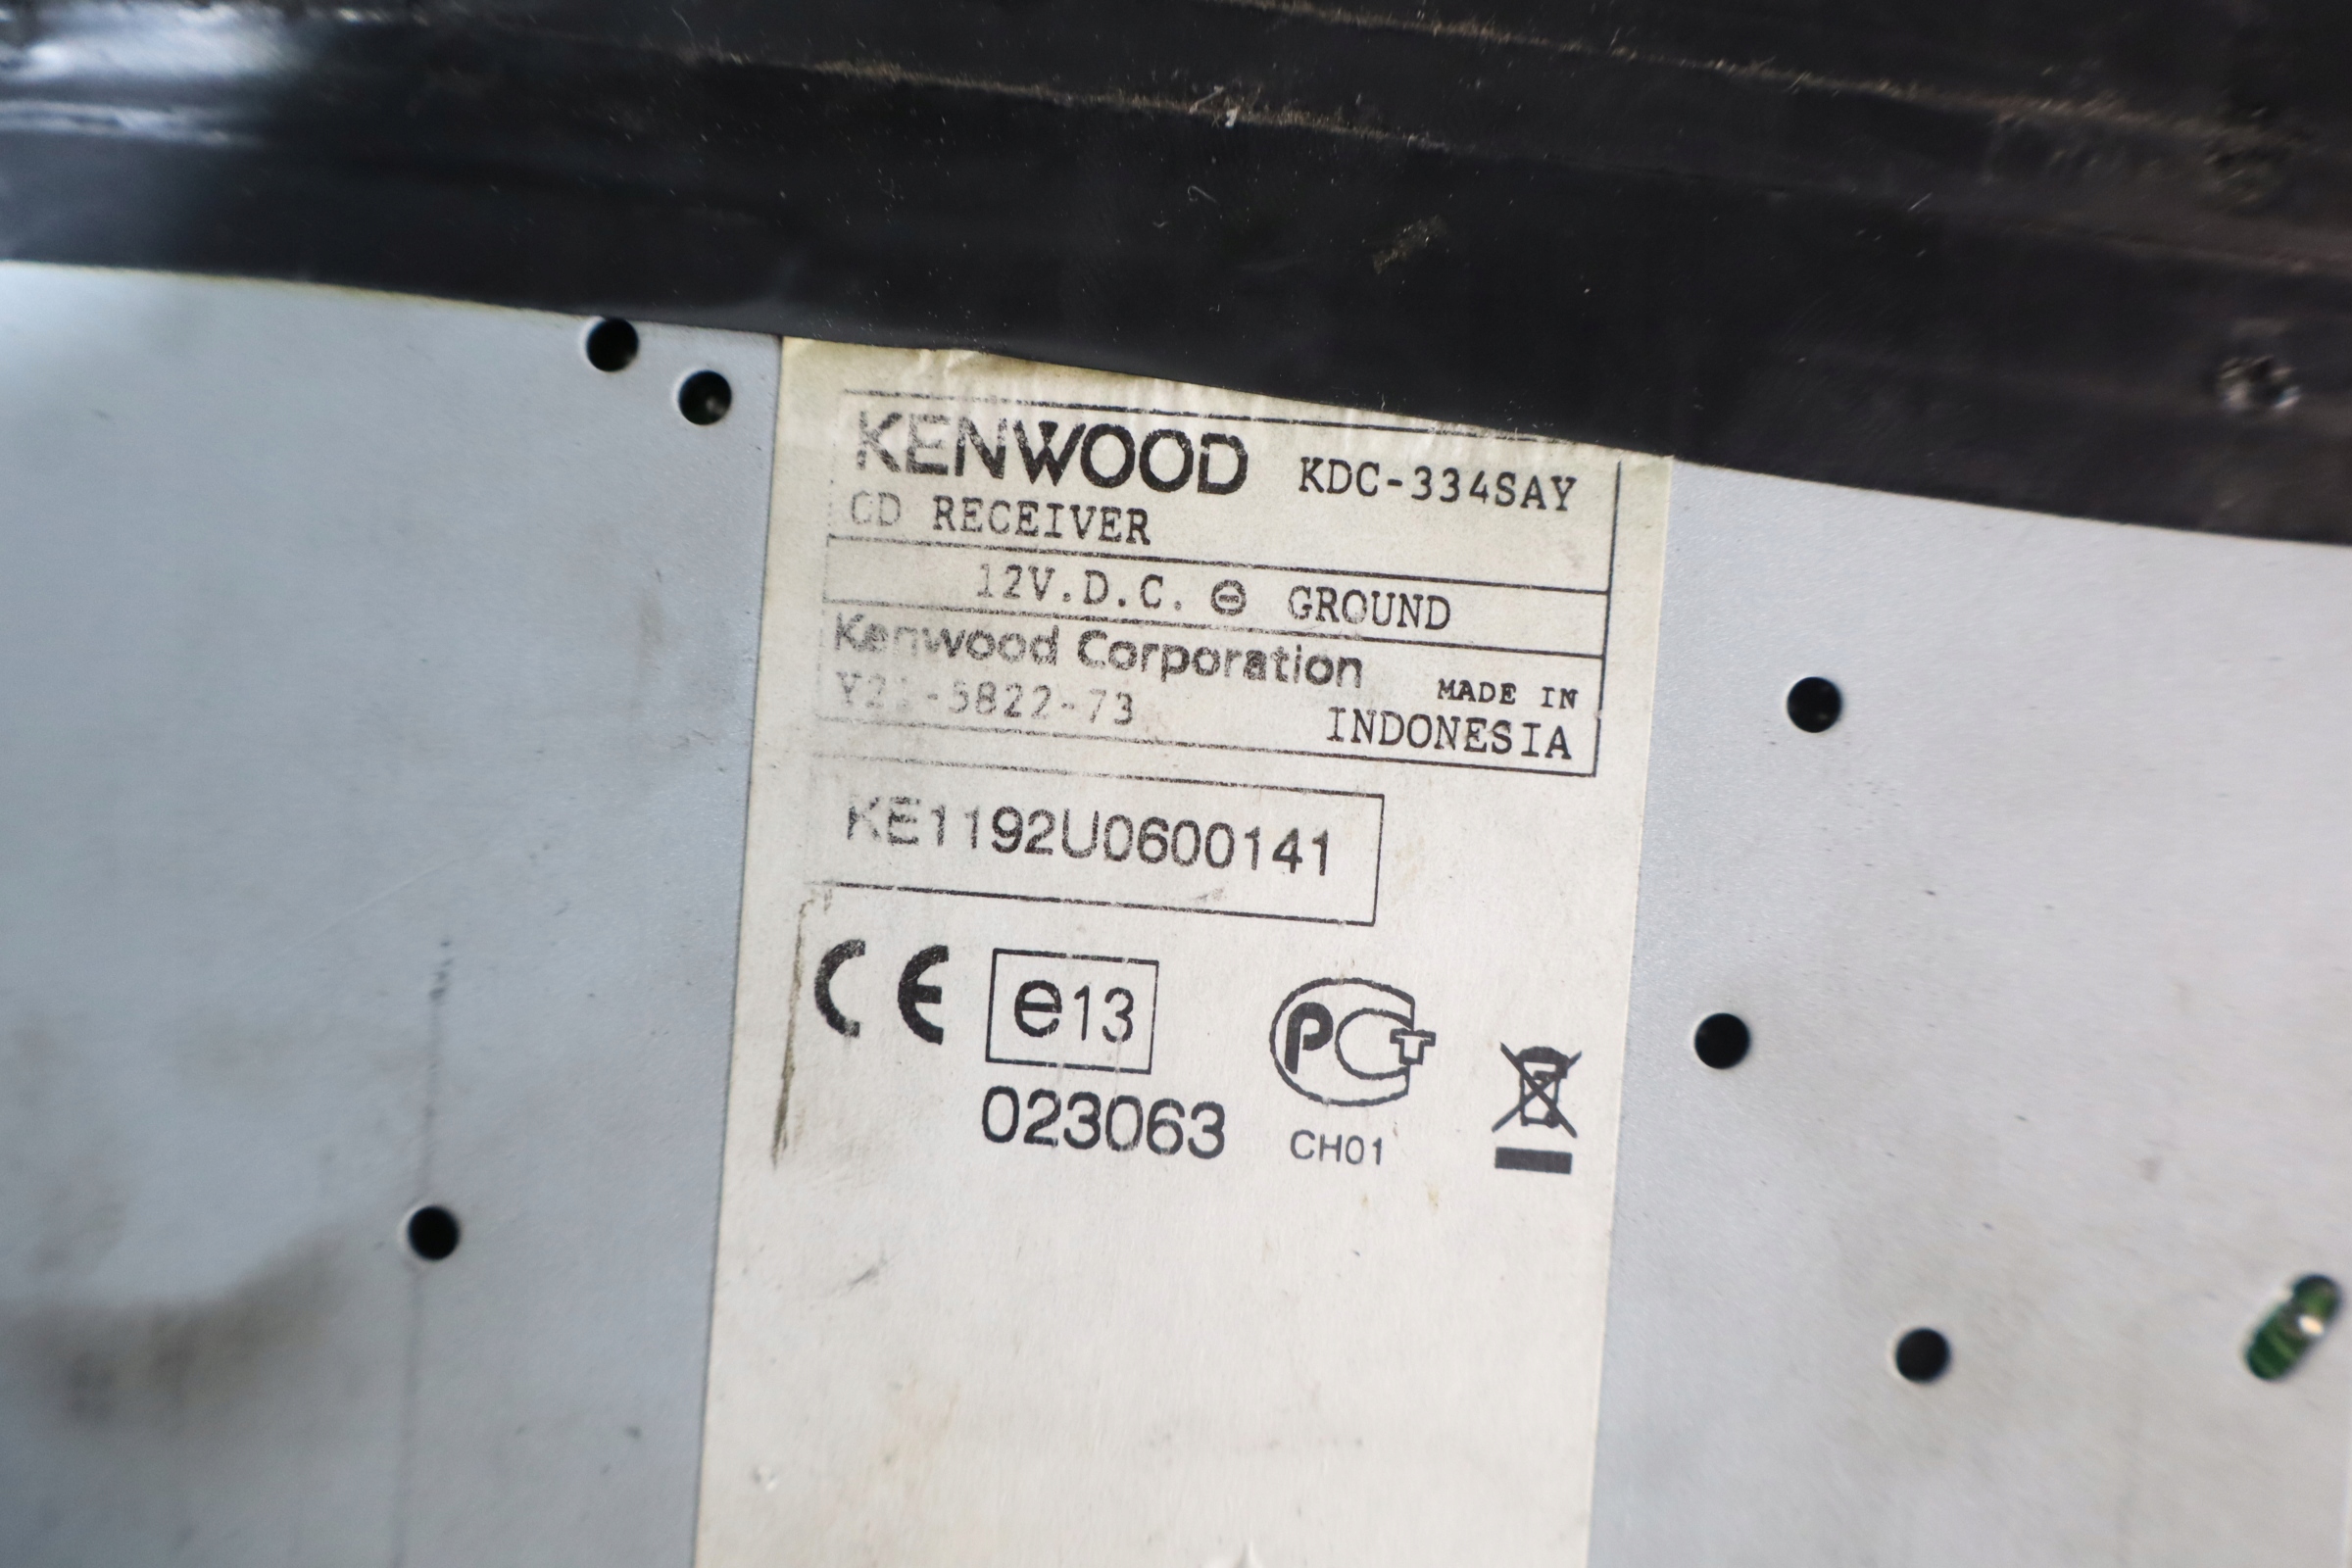 KENWOOD KDC-334SAY
CD RECEIVER
12V.D.C. ⊖ GROUND
Kenwood Corporation
MADE IN
INDONESIA
KE1192U0600141
CE e13 PCT
023063
CH01